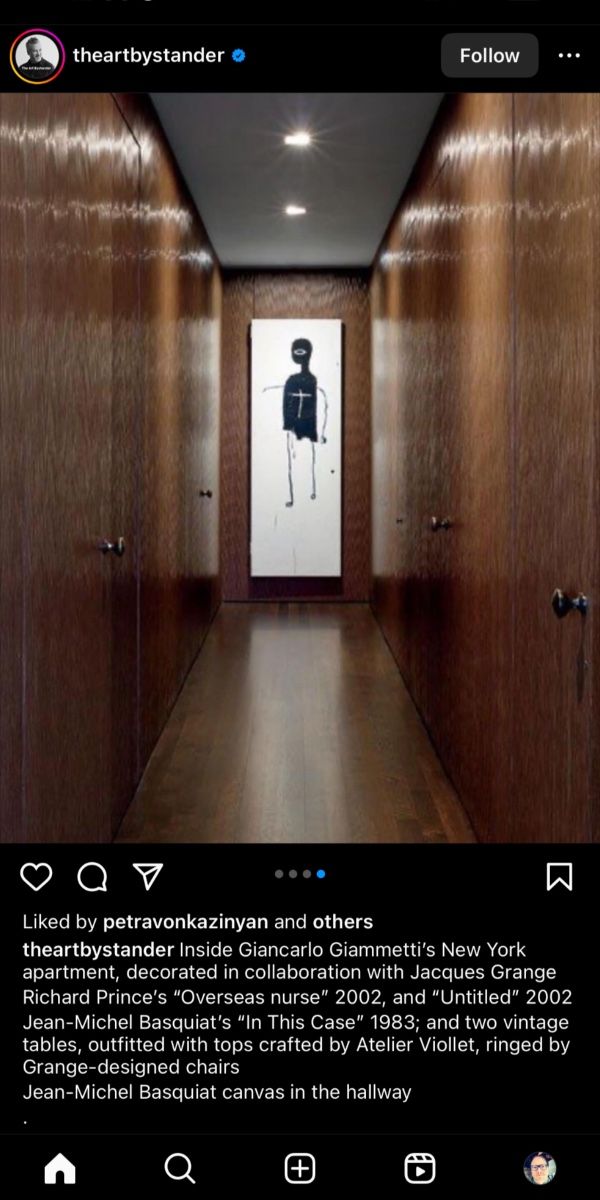 theartbystander
Follow
Liked by petravonkazinyan and others
theartbystander Inside Giancarlo Giammetti’s New York
apartment, decorated in collaboration with Jacques Grange
Richard Prince’s “Overseas nurse” 2002, and “Untitled” 2002
Jean-Michel Basquiat’s “In This Case” 1983; and two vintage
tables, outfitted with tops crafted by Atelier Viollet, ringed by
Grange-designed chairs
Jean-Michel Basquiat canvas in the hallway
.